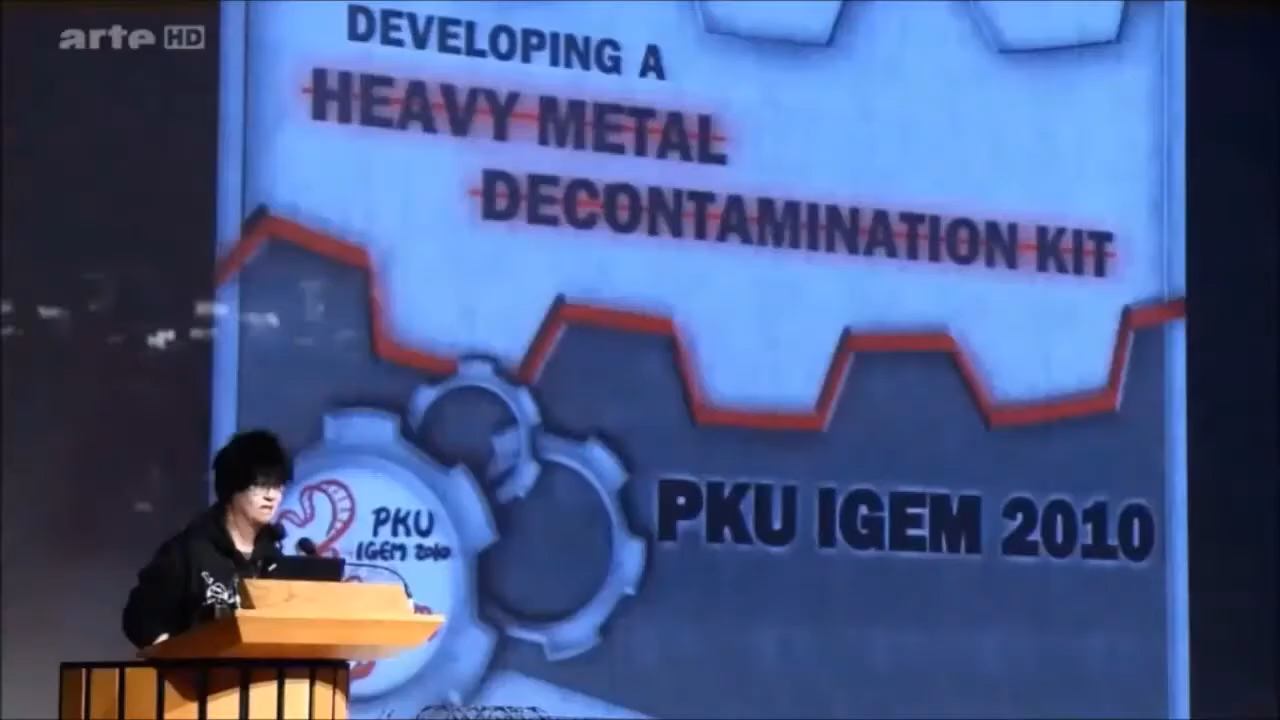 arte HD
DEVELOPING A
HEAVY METAL
DECONTAMINATION KIT
PKU IGEM 2010
PKU
IGEM 2010